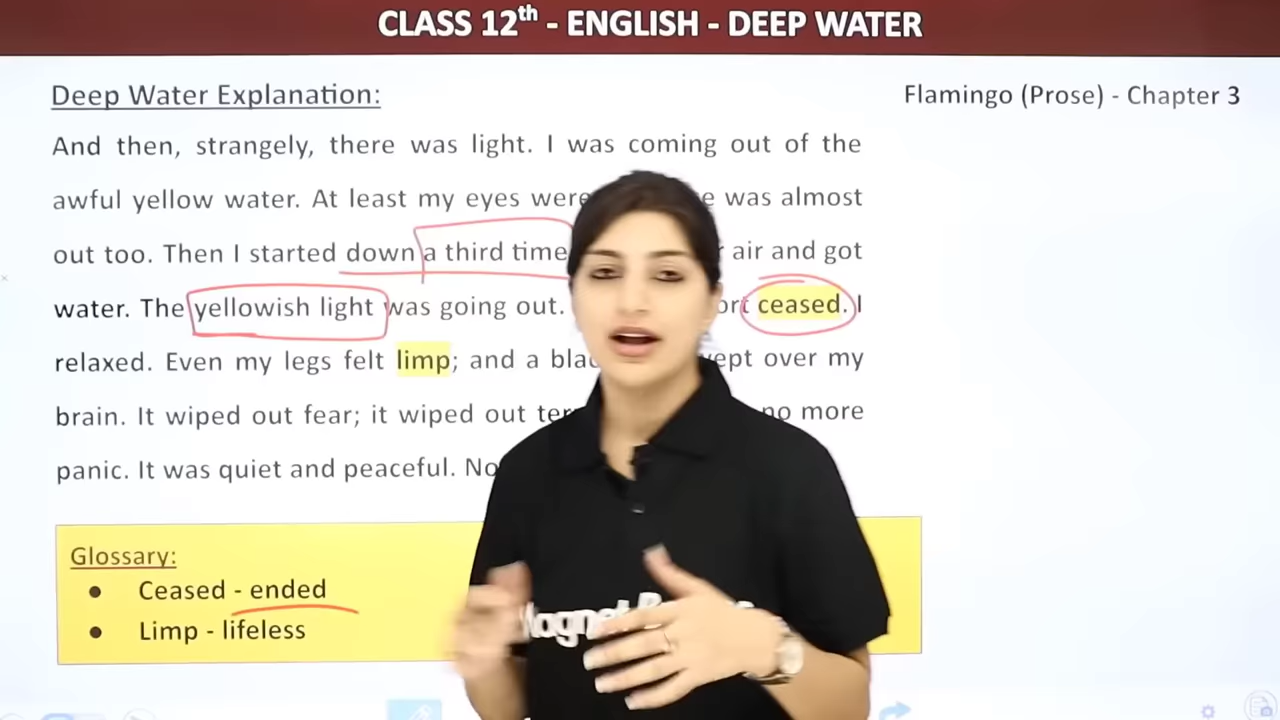 CLASS 12th - ENGLISH - DEEP WATER
Deep Water Explanation:
Flamingo (Prose) - Chapter 3
And then, strangely, there was light. I was coming out of the
awful yellow water. At least my eyes were was almost
out too. Then I started down a third time air and got
water. The yellowish light was going out. ceased. I
relaxed. Even my legs felt limp; and a over my
brain. It wiped out fear; it wiped out no more
panic. It was quiet and peaceful.
Glossary:
• Ceased - ended
• Limp - lifeless